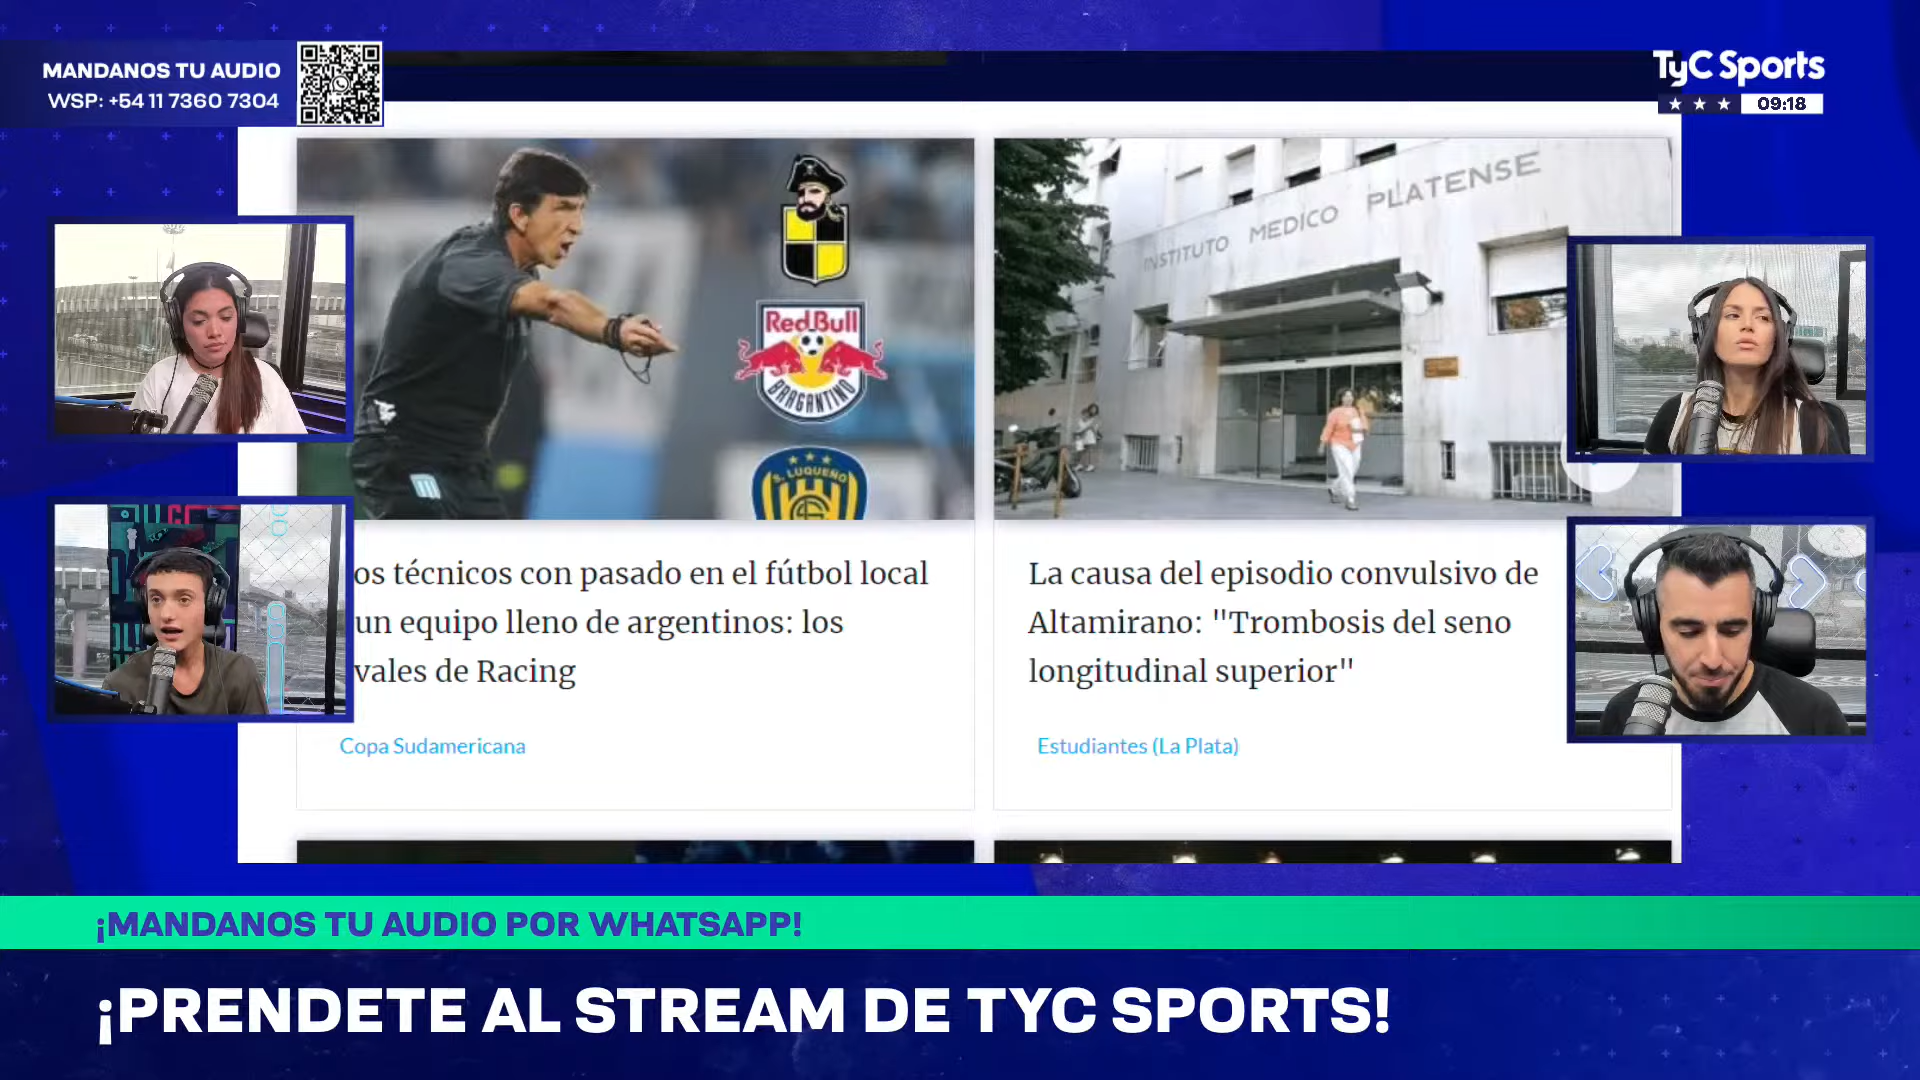 MANDANOS TU AUDIO
WSP: +54 11 7360 7304
TyC Sports
09:18
Red Bull
BRAGANTINO
S. LUQUEÑO
INSTITUTO MEDICO PLATENSE
os técnicos con pasado en el fútbol local
un equipo lleno de argentinos: los
vales de Racing
Copa Sudamericana
La causa del episodio convulsivo de
Altamirano: "Trombosis del seno
longitudinal superior"
Estudiantes (La Plata)
¡MANDANOS TU AUDIO POR WHATSAPP!
¡PRENDETE AL STREAM DE TYC SPORTS!